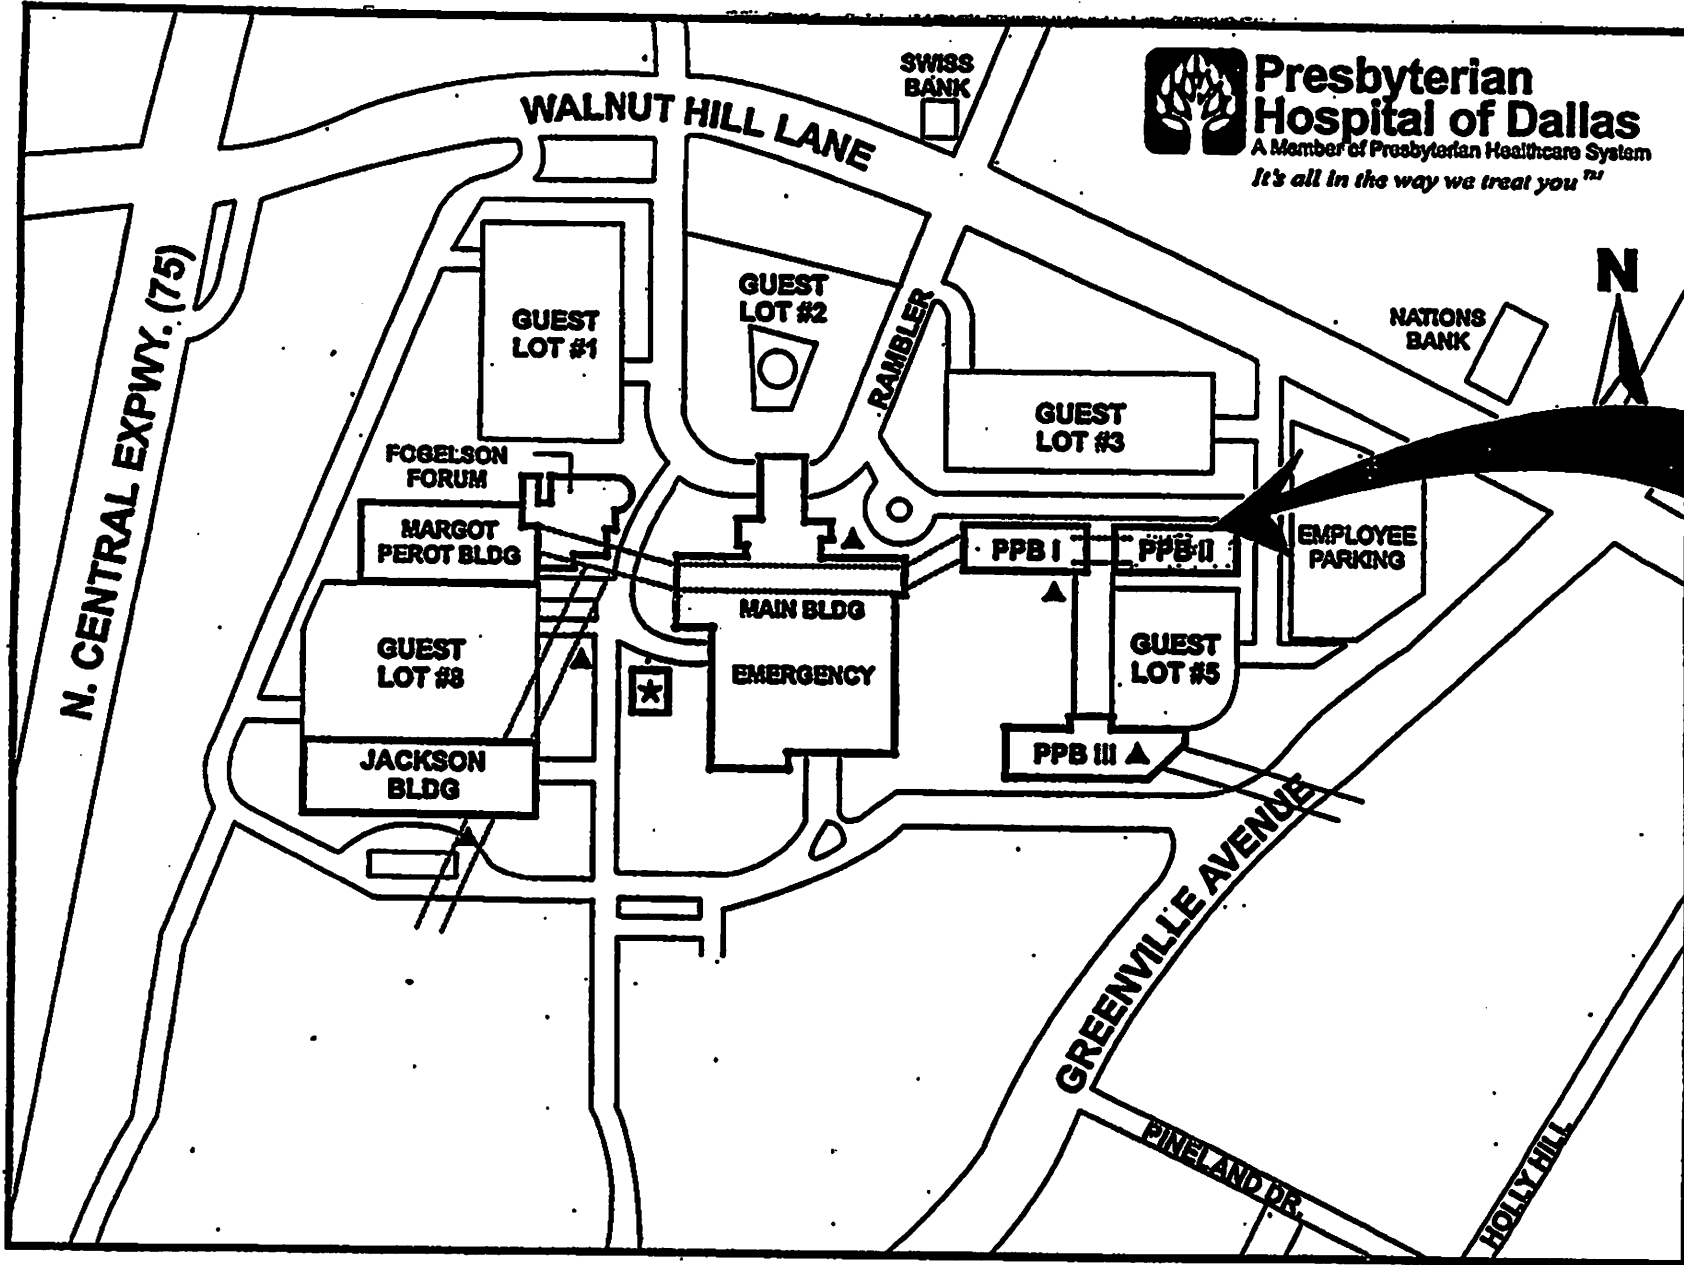 SWISS
BANK
Presbyterian
Hospital of Dallas
A Member of Presbyterian Healthcare System
It's all in the way we treat you ™
WALNUT HILL LANE
N
N. CENTRAL EXPWY. (75)
GUEST
LOT #1
GUEST
LOT #2
RAMBLER
NATIONS
BANK
GUEST
LOT #3
FOGELSON
FORUM
MARGOT
PEROT BLDG
PPB I
PPB II
EMPLOYEE
PARKING
MAIN BLDG
GUEST
LOT #8
EMERGENCY
GUEST
LOT #5
JACKSON
BLDG
PPB III
GREENVILLE AVENUE
PINELAND DR.
HOLLY HILL